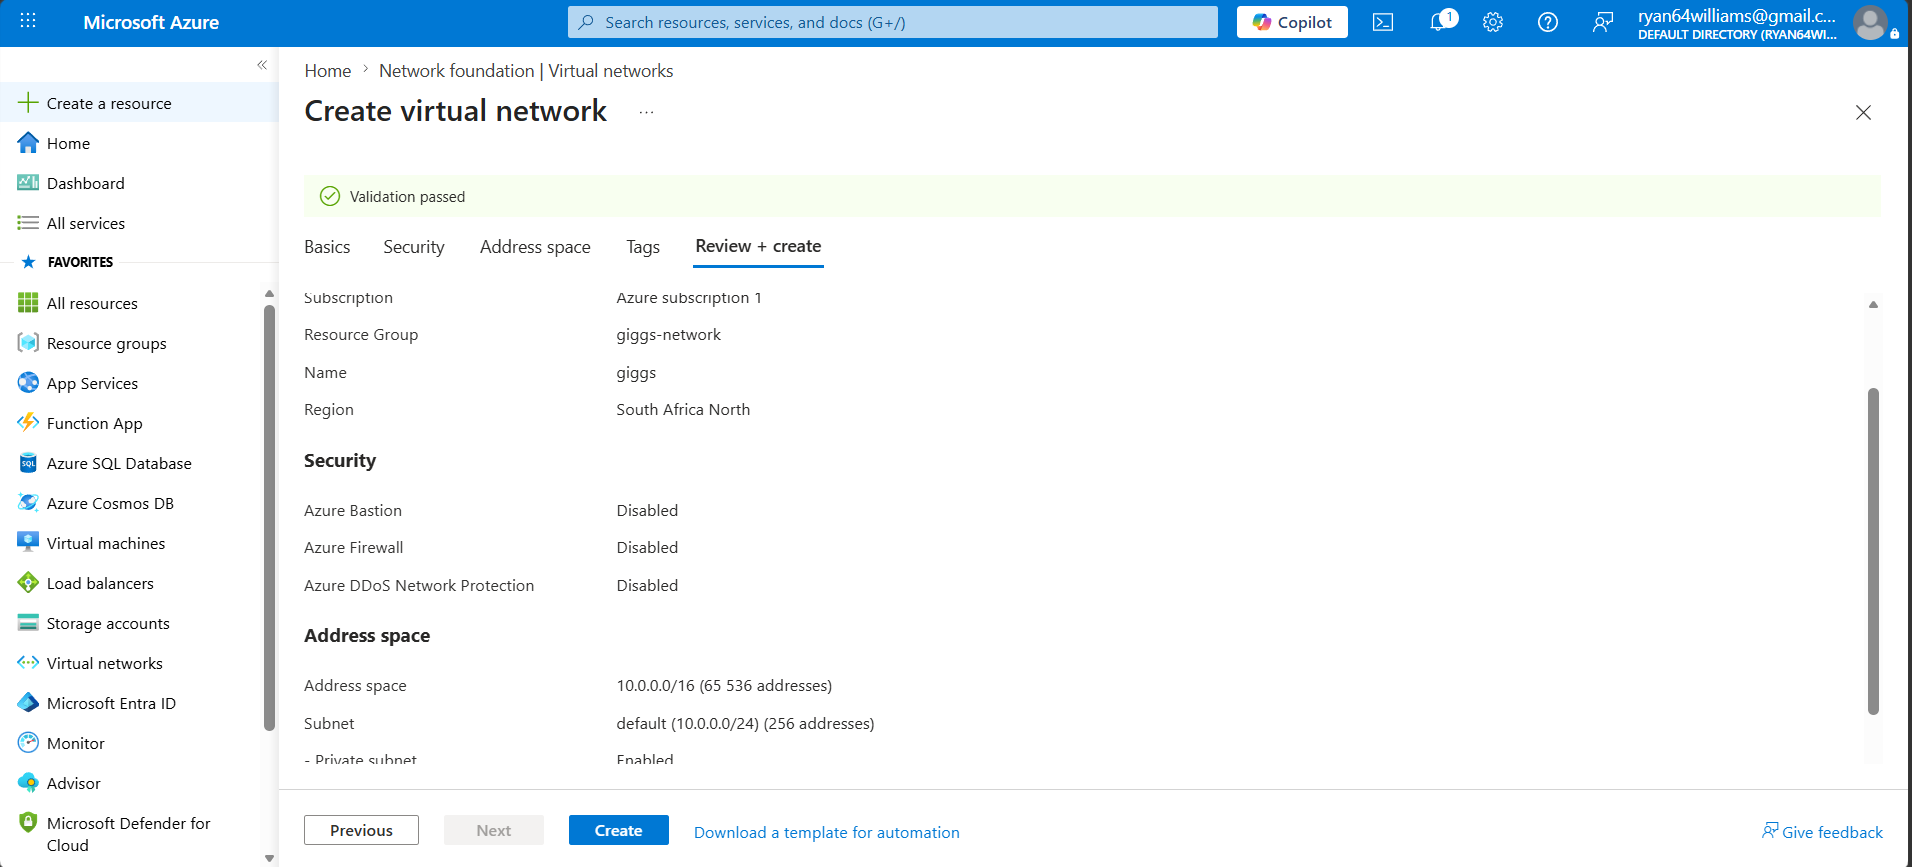 Microsoft Azure
Search resources, services, and docs (G+/)
Copilot
1
ryan64williams@gmail.c...
DEFAULT DIRECTORY (RYAN64WI...
Create a resource
Home
Dashboard
All services
FAVORITES
All resources
Resource groups
App Services
Function App
SQL
Azure SQL Database
Azure Cosmos DB
Virtual machines
Load balancers
Storage accounts
Virtual networks
Microsoft Entra ID
Monitor
Advisor
Microsoft Defender for
Cloud
Home > Network foundation | Virtual networks
Create virtual network ...
Validation passed
Basics Security Address space Tags Review + create
Subscription Azure subscription 1
Resource Group giggs-network
Name giggs
Region South Africa North
Security
Azure Bastion Disabled
Azure Firewall Disabled
Azure DDoS Network Protection Disabled
Address space
Address space 10.0.0.0/16 (65 536 addresses)
Subnet default (10.0.0.0/24) (256 addresses)
- Private subnet Enabled
Previous Next Create Download a template for automation Give feedback